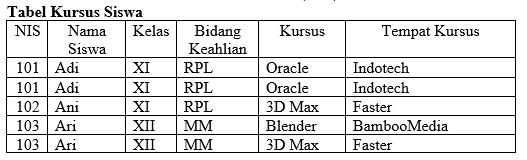 Tabel Kursus Siswa
NIS Nama Siswa Kelas Bidang Keahlian Kursus Tempat Kursus
101 Adi XI RPL Oracle Indotech
101 Adi XI RPL Oracle Indotech
102 Ani XI RPL 3D Max Faster
103 Ari XII MM Blender BambooMedia
103 Ari XII MM 3D Max Faster